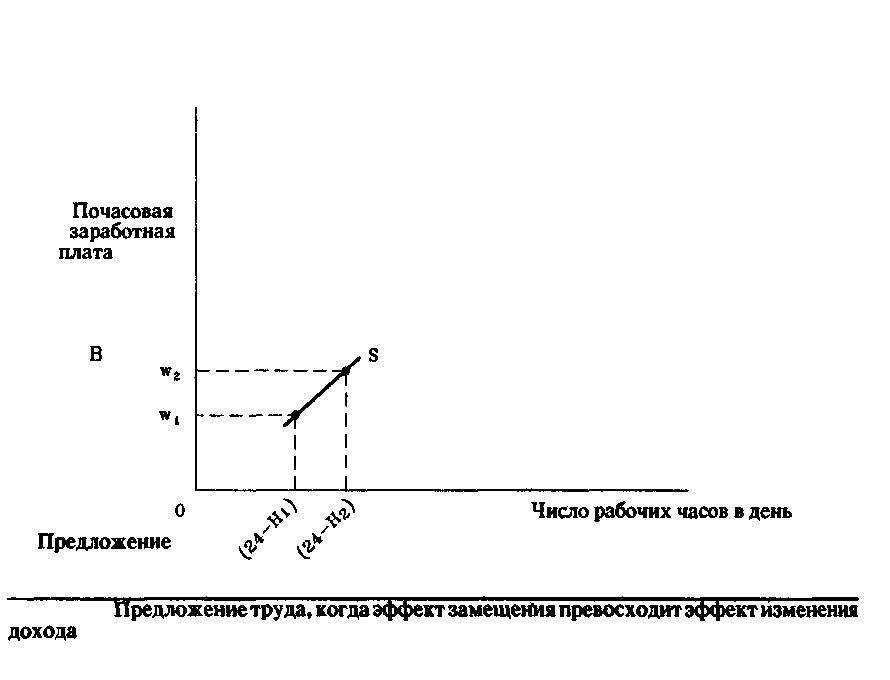 Почасовая
заработная
плата
В
S
w₂
w₁
0
(24-H₁)
(24-H₂)
Число рабочих часов в день
Предложение
Предложение труда, когда эффект замещения превосходит эффект изменения
дохода